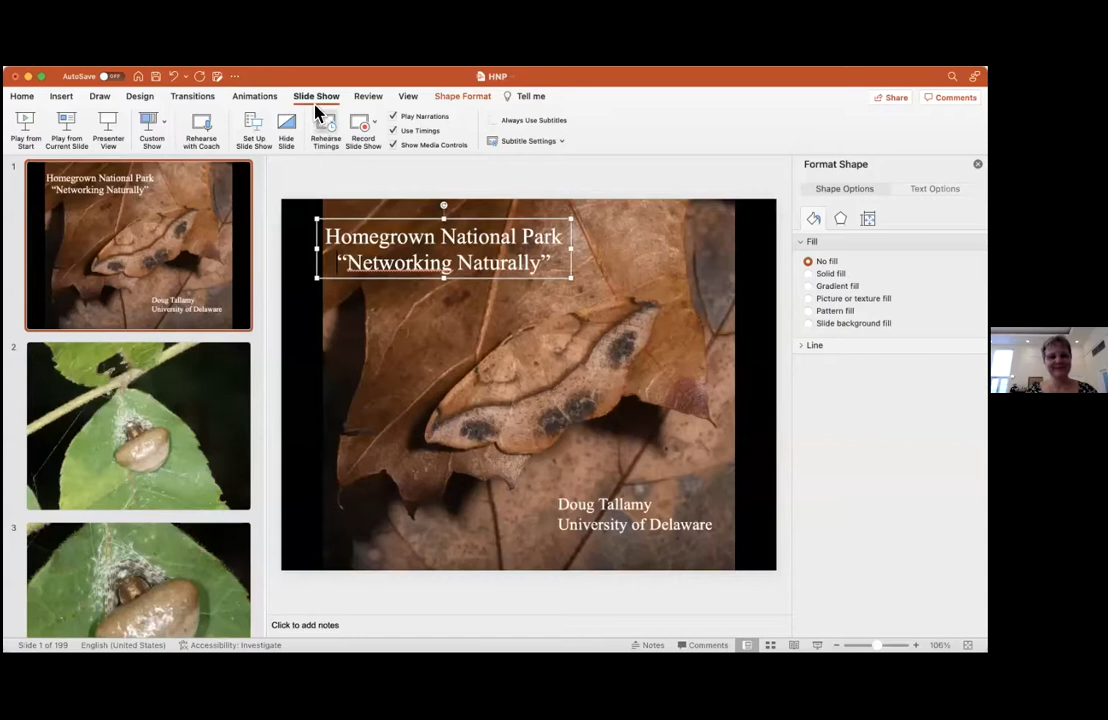 AutoSave OFF
HNP
Home Insert Draw Design Transitions Animations Slide Show Review View Shape Format Tell me
Share Comments
Play from Start
Play from Current Slide
Presenter View
Custom Show
Rehearse with Coach
Set Up Slide Show
Hide Slide
Rehearse Timings
Record Slide Show
Play Narrations
Use Timings
Show Media Controls
Always Use Subtitles
Subtitle Settings
1
Homegrown National Park
“Networking Naturally”
Doug Tallamy
University of Delaware
2
3
Homegrown National Park
“Networking Naturally”
Doug Tallamy
University of Delaware
Click to add notes
Format Shape
Shape Options Text Options
Fill
No fill
Solid fill
Gradient fill
Picture or texture fill
Pattern fill
Slide background fill
Line
Slide 1 of 199 English (United States) Accessibility: Investigate
Notes Comments 106%